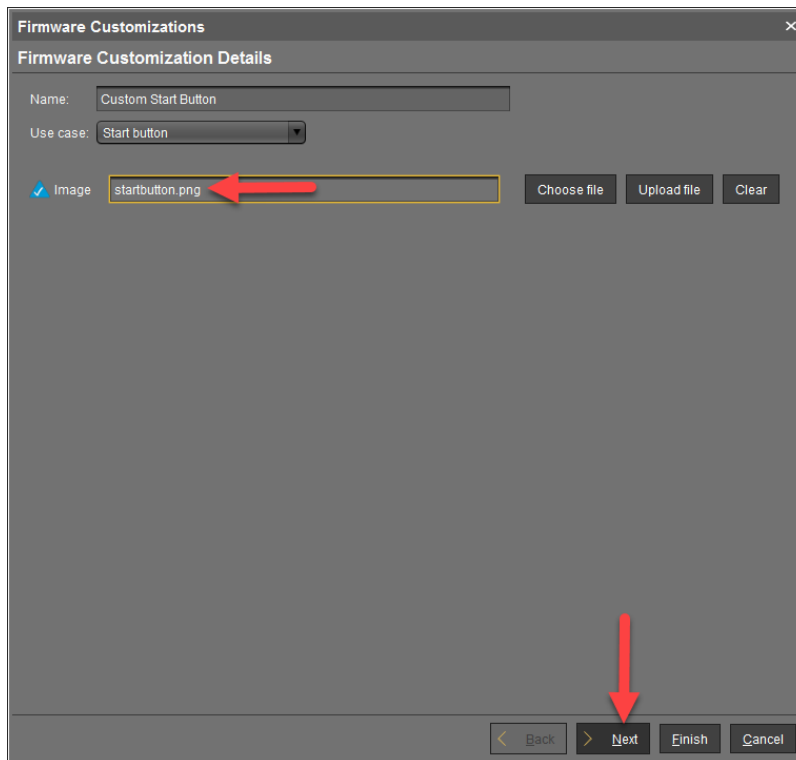 Firmware Customizations
Firmware Customization Details
Name: Custom Start Button
Use case: Start button
Image startbutton.png Choose file Upload file Clear
Back Next Finish Cancel